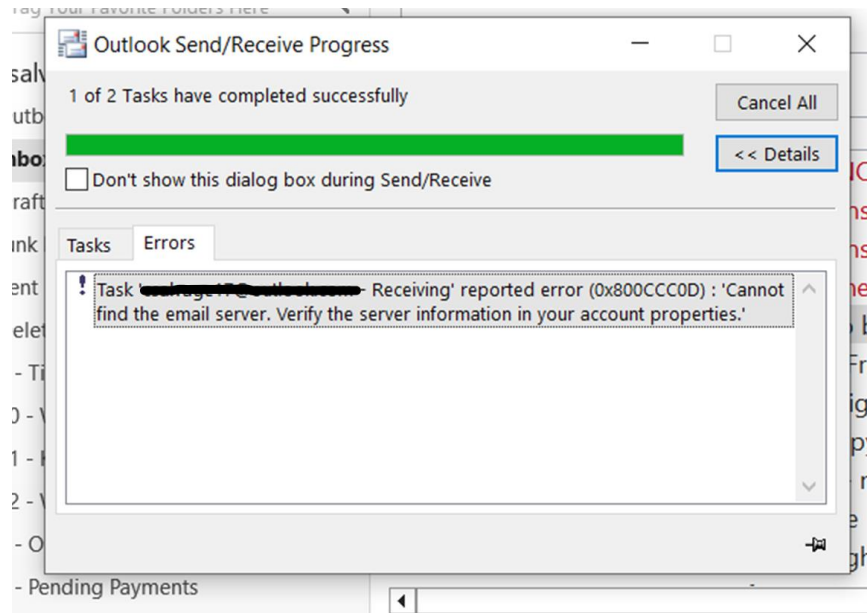 Outlook Send/Receive Progress
1 of 2 Tasks have completed successfully
Cancel All
<< Details
Don't show this dialog box during Send/Receive
Tasks
Errors
Task ' - Receiving' reported error (0x800CCC0D) : 'Cannot
find the email server. Verify the server information in your account properties.'
- Pending Payments